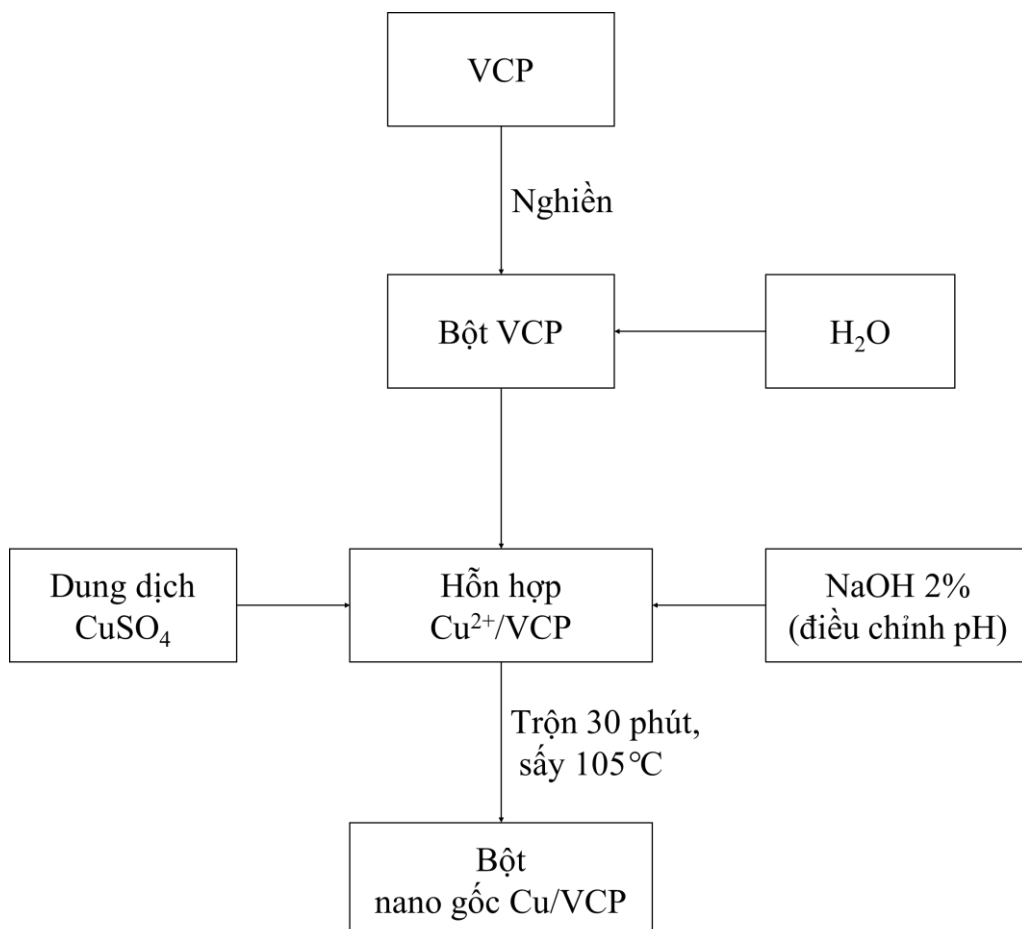 VCP
Nghiền
Bột VCP
H₂O
Dung dịch
CuSO₄
Hỗn hợp
Cu²⁺/VCP
NaOH 2%
(điều chỉnh pH)
Trộn 30 phút,
sấy 105°C
Bột
nano gốc Cu/VCP